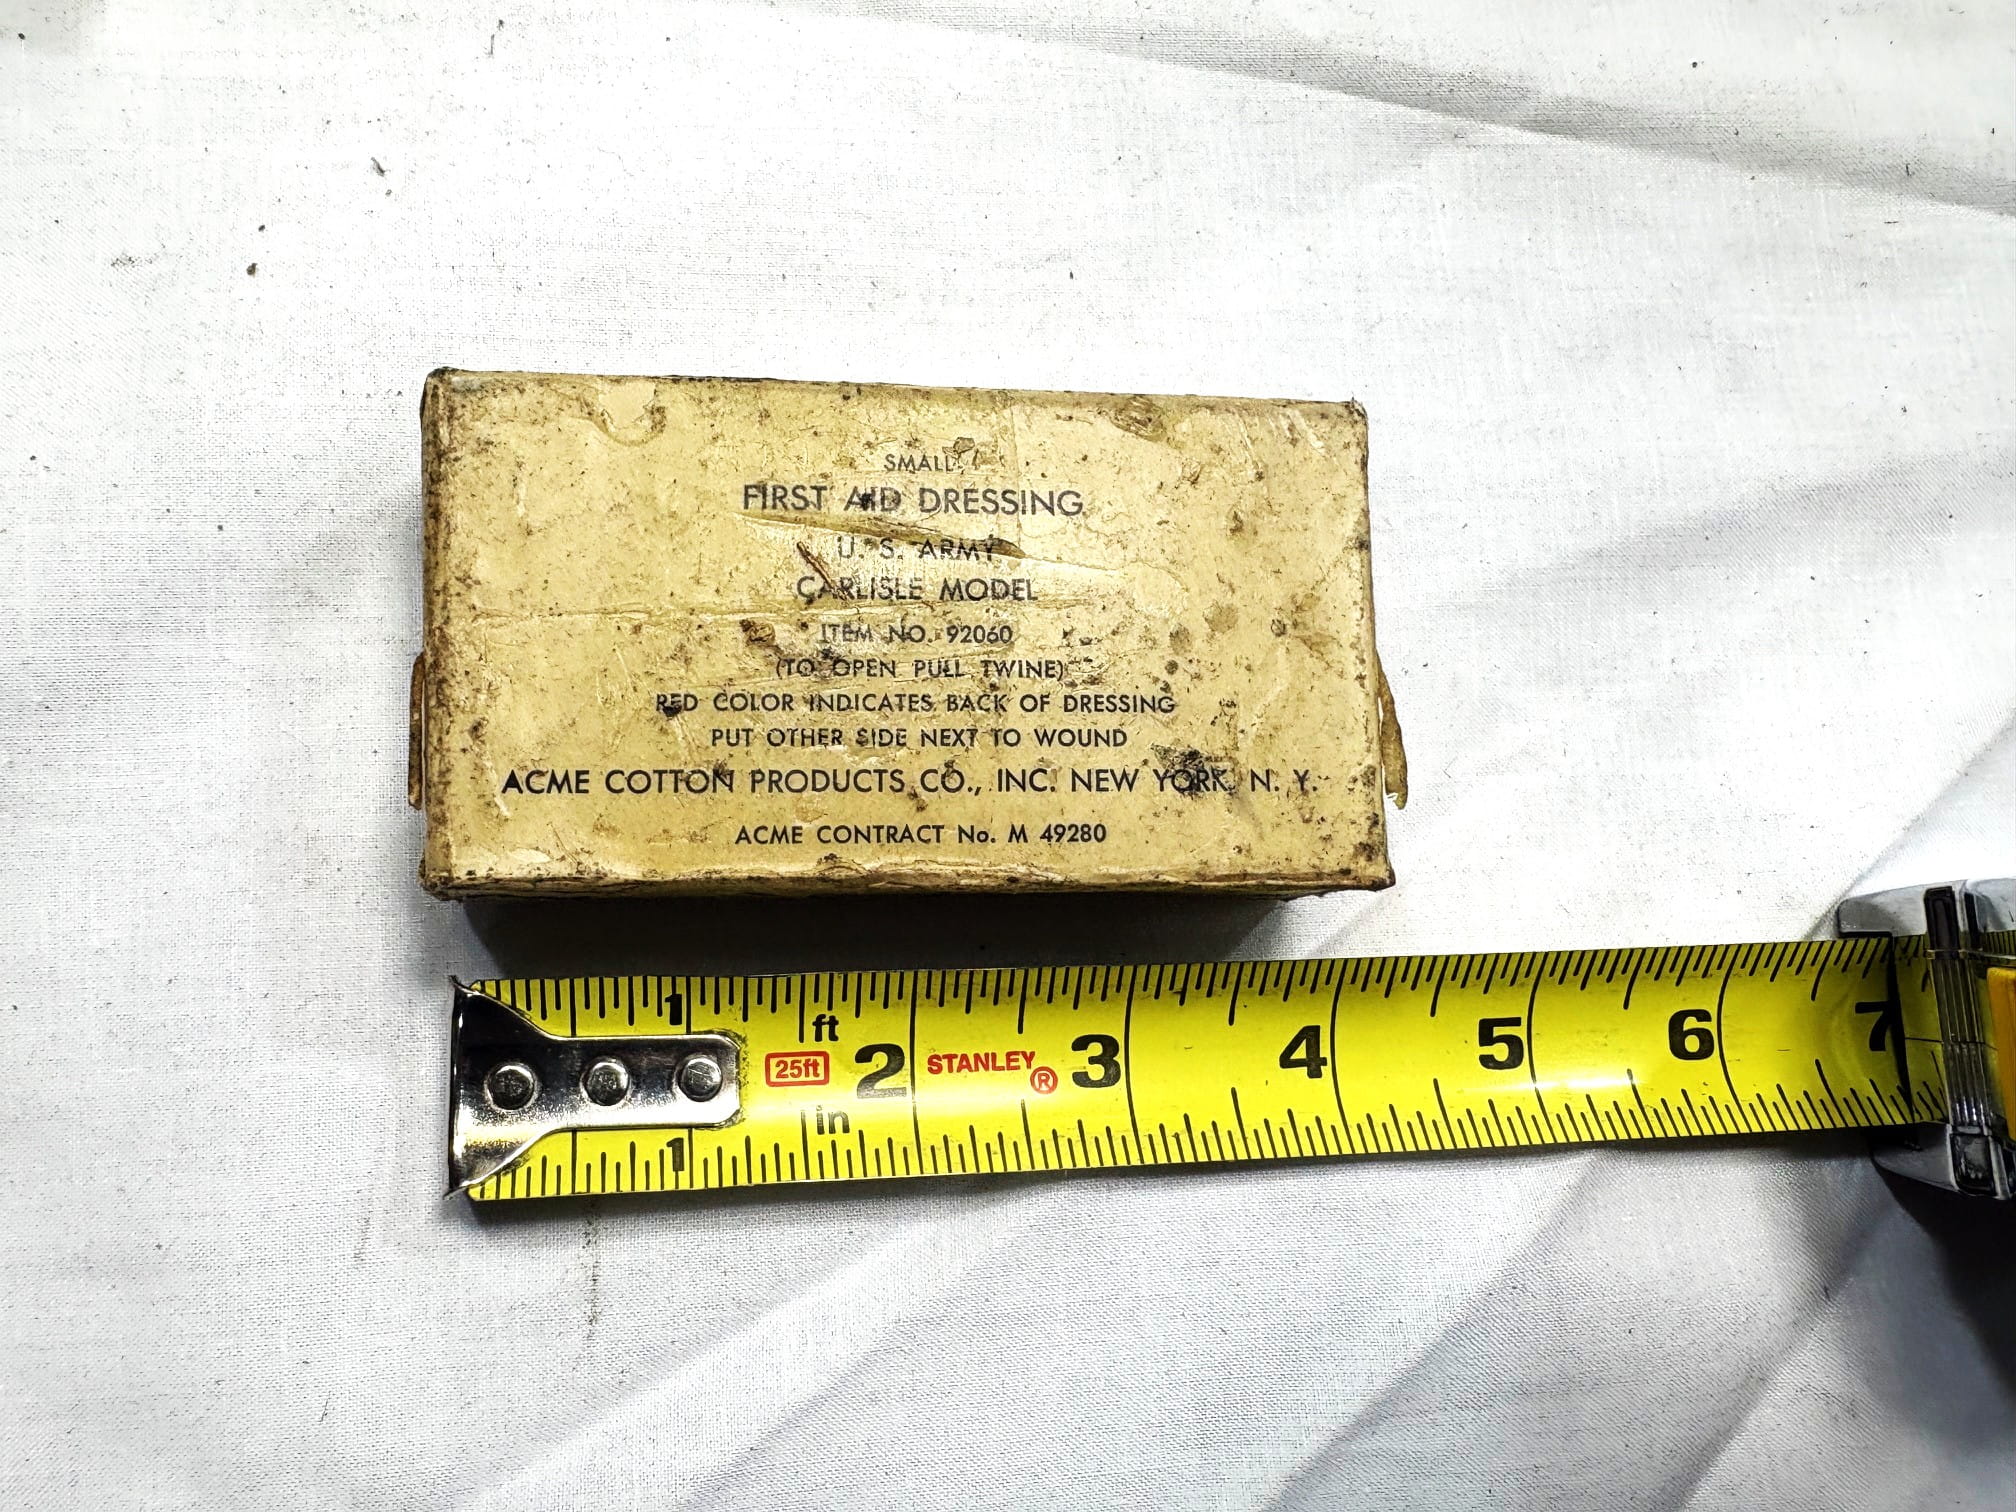 SMALL
FIRST AID DRESSING
U. S. ARMY
CARLISLE MODEL
ITEM NO. 92060
(TO OPEN PULL TWINE)
RED COLOR INDICATES BACK OF DRESSING
PUT OTHER SIDE NEXT TO WOUND
ACME COTTON PRODUCTS CO., INC. NEW YORK, N. Y.
ACME CONTRACT No. M 49280
1 ft 2 STANLEY® 3 4 5 6 7
25ft
1 in